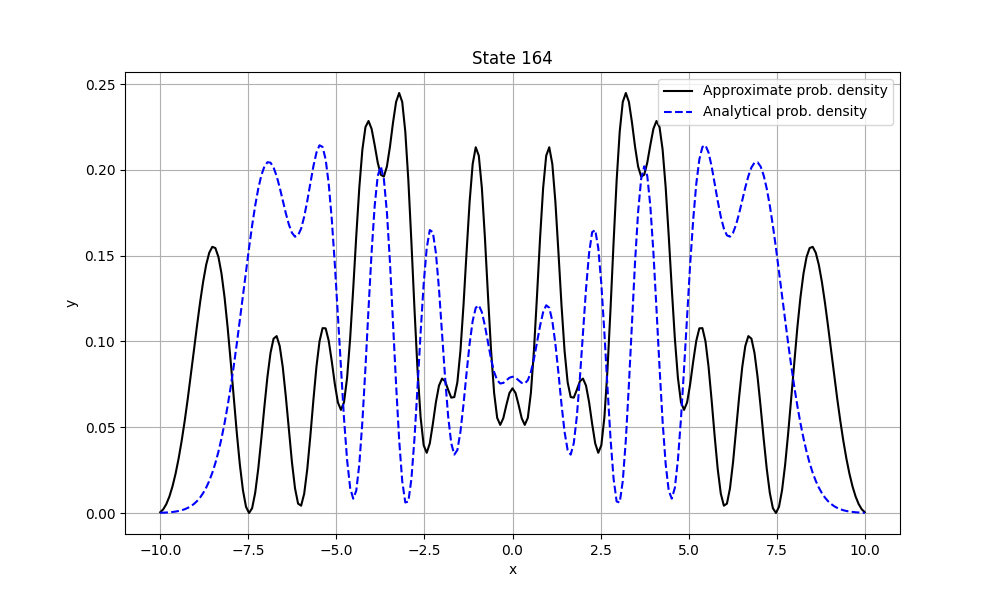 State 164
Approximate prob. density
Analytical prob. density
y
0.25
0.20
0.15
0.10
0.05
0.00
−10.0 −7.5 −5.0 −2.5 0.0 2.5 5.0 7.5 10.0
x